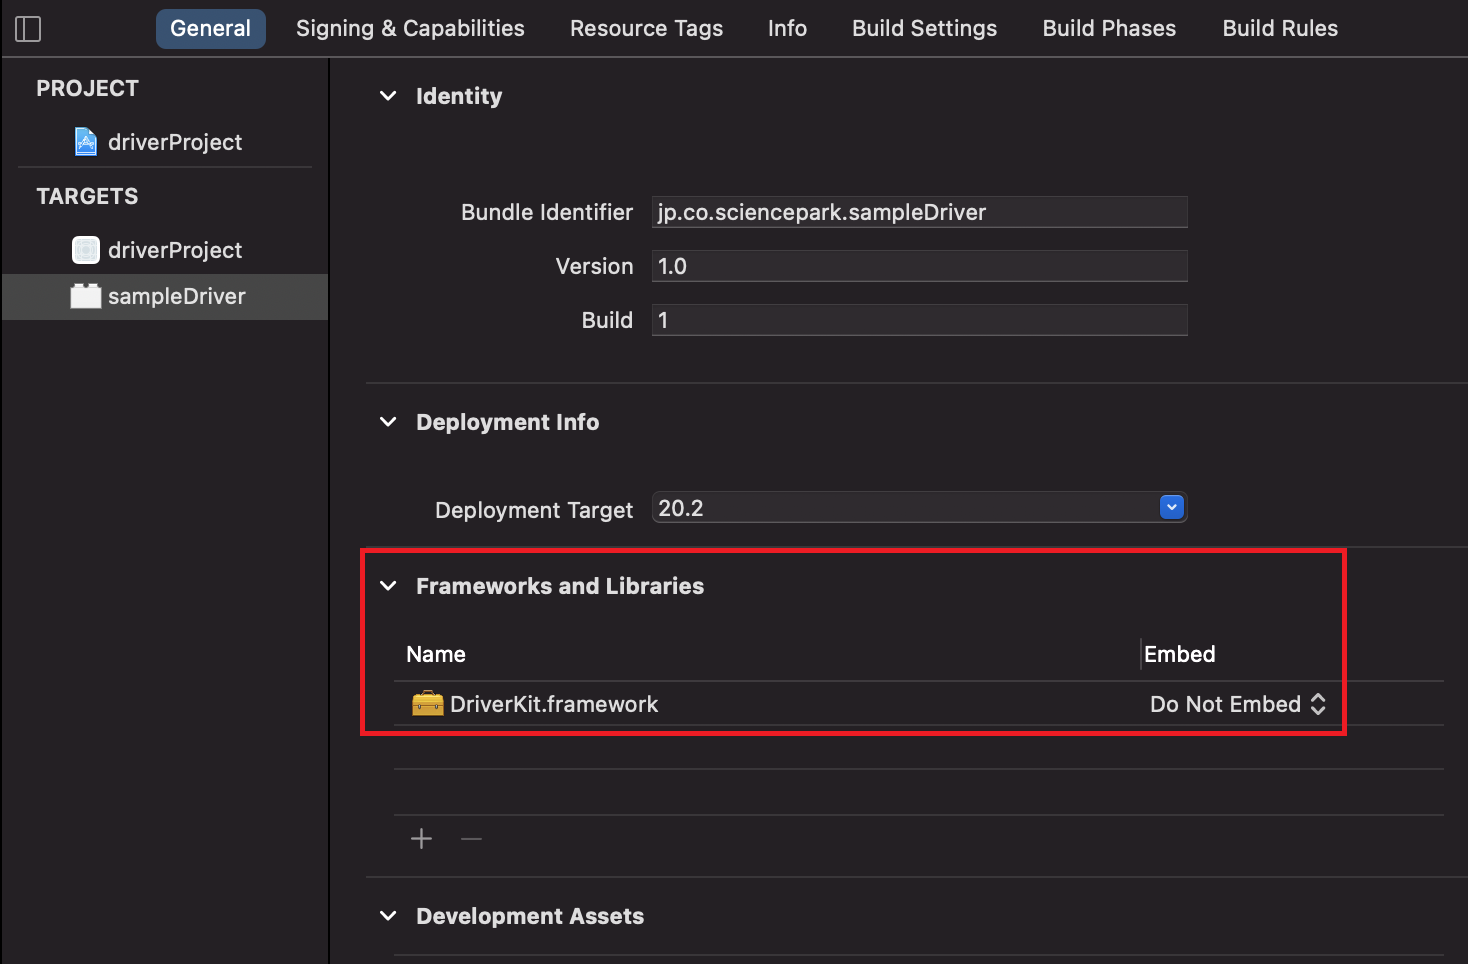 General Signing & Capabilities Resource Tags Info Build Settings Build Phases Build Rules
PROJECT
driverProject
TARGETS
driverProject
sampleDriver
Identity
Bundle Identifier jp.co.sciencepark.sampleDriver
Version 1.0
Build 1
Deployment Info
Deployment Target 20.2
Frameworks and Libraries
Name Embed
DriverKit.framework Do Not Embed
Development Assets